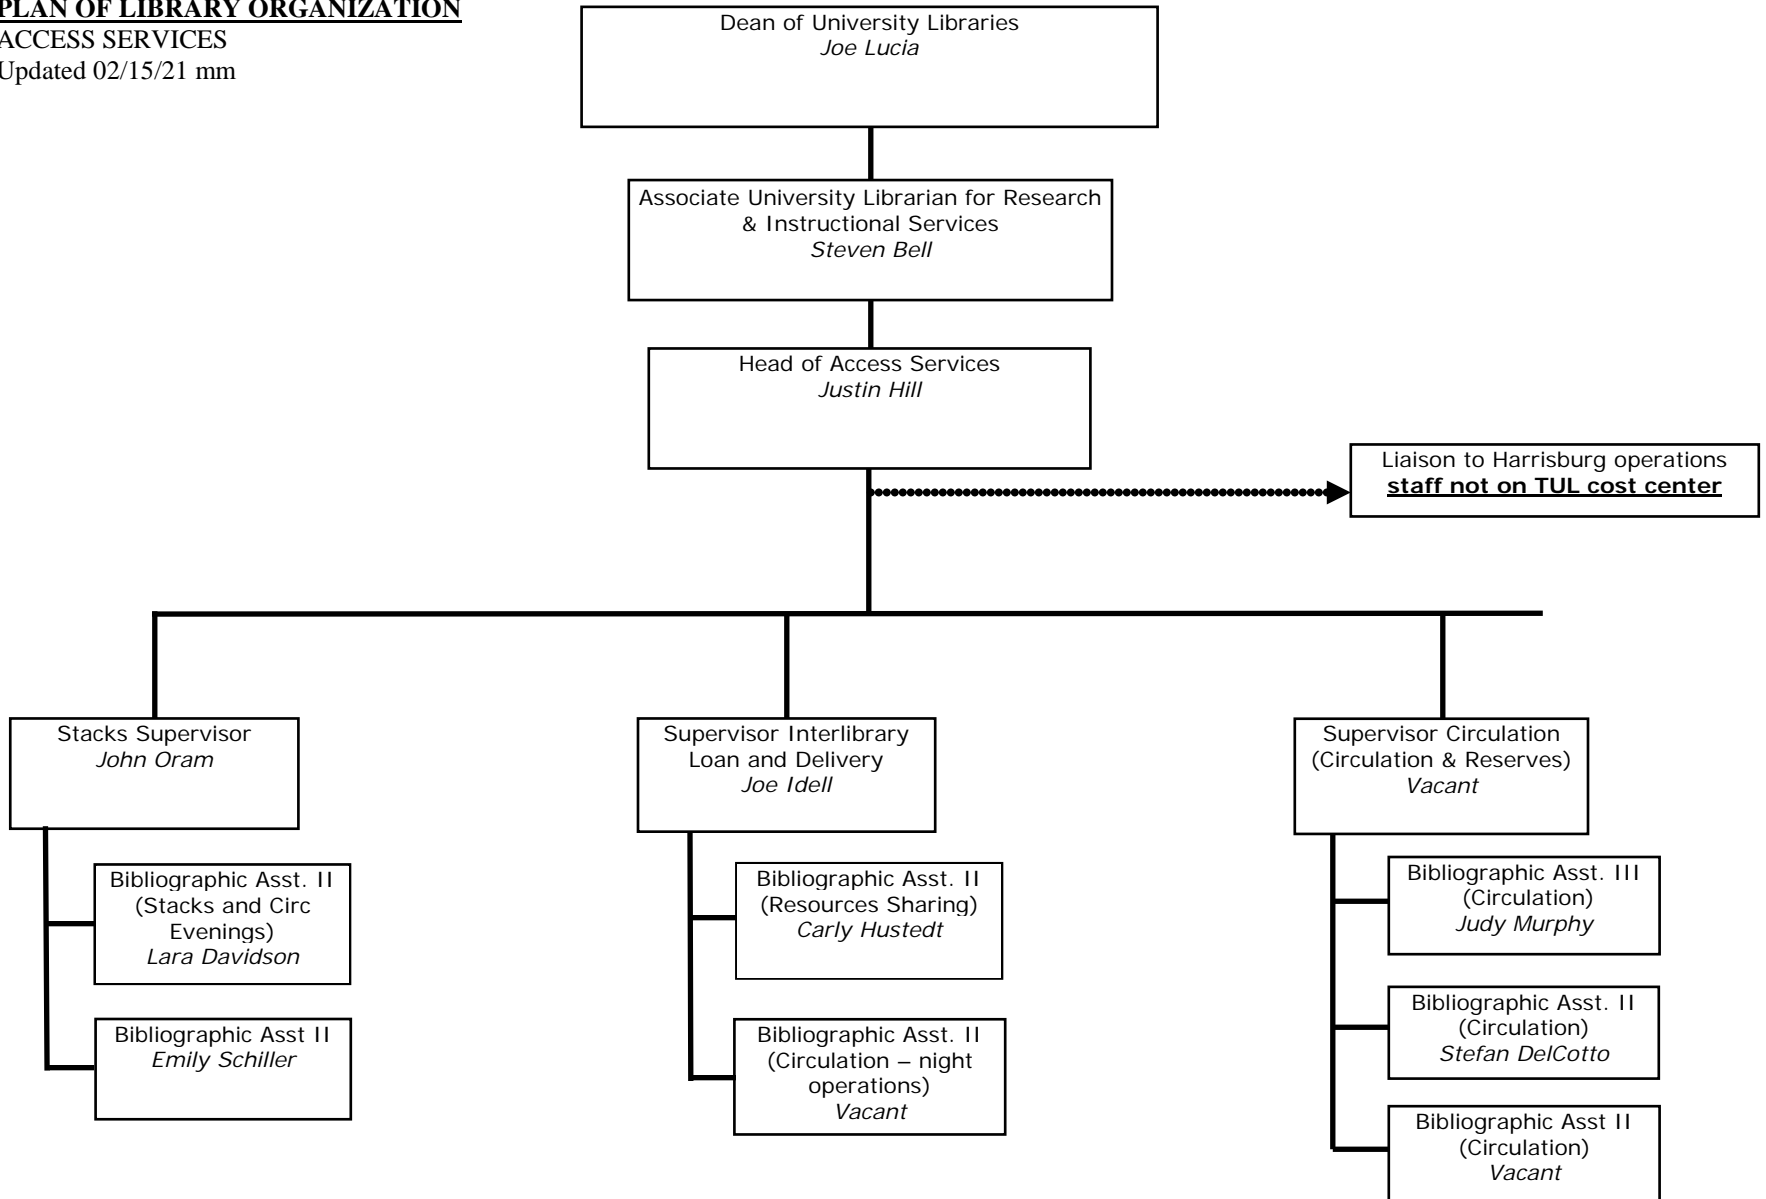 PLAN OF LIBRARY ORGANIZATION
ACCESS SERVICES
Updated 02/15/21 mm
Dean of University Libraries
Joe Lucia
Associate University Librarian for Research
& Instructional Services
Steven Bell
Head of Access Services
Justin Hill
Liaison to Harrisburg operations
staff not on TUL cost center
Stacks Supervisor
John Oram
Bibliographic Asst. II
(Stacks and Circ
Evenings)
Lara Davidson
Bibliographic Asst II
Emily Schiller
Supervisor Interlibrary
Loan and Delivery
Joe Idell
Bibliographic Asst. II
(Resources Sharing)
Carly Hustedt
Bibliographic Asst. II
(Circulation – night
operations)
Vacant
Supervisor Circulation
(Circulation & Reserves)
Vacant
Bibliographic Asst. III
(Circulation)
Judy Murphy
Bibliographic Asst. II
(Circulation)
Stefan DelCotto
Bibliographic Asst II
(Circulation)
Vacant